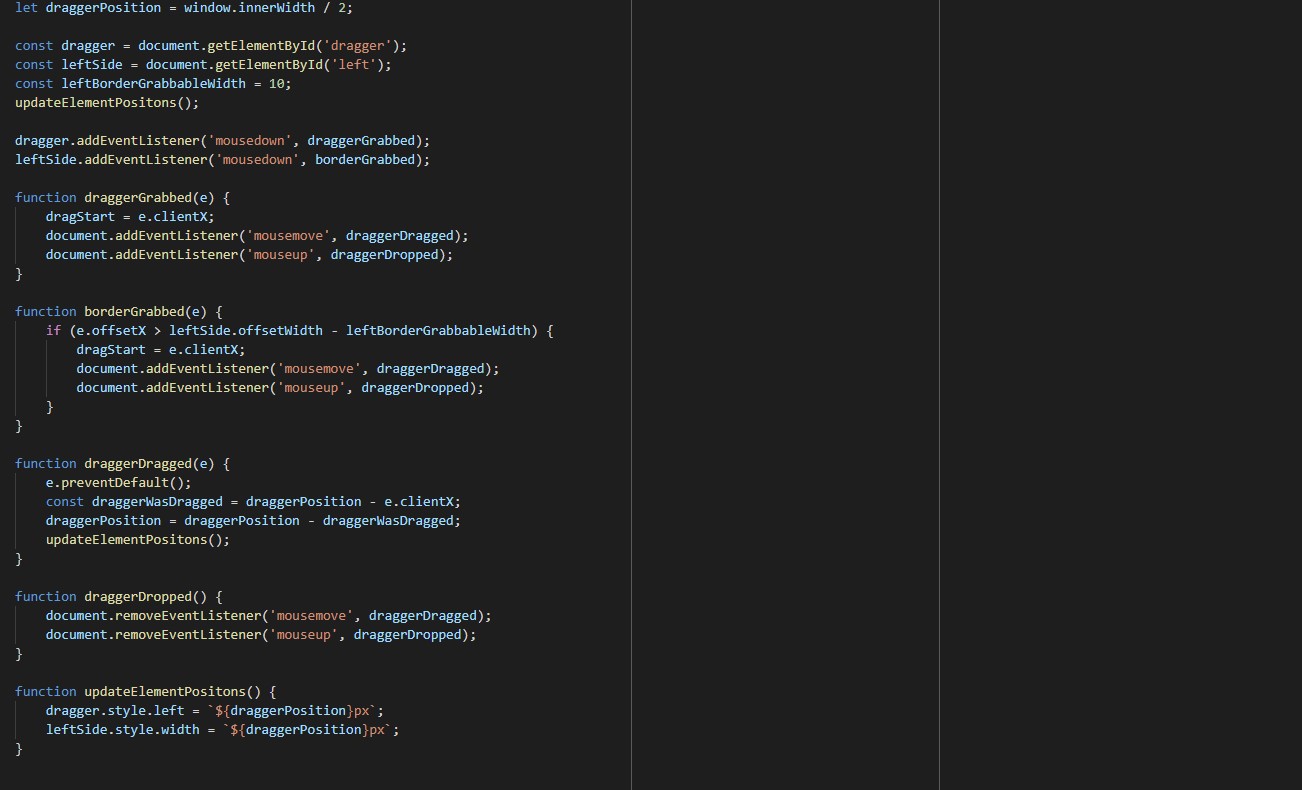 let draggerPosition = window.innerWidth / 2;

const dragger = document.getElementById('dragger');
const leftSide = document.getElementById('left');
const leftBorderGrabbableWidth = 10;
updateElementPositons();

dragger.addEventListener('mousedown', draggerGrabbed);
leftSide.addEventListener('mousedown', borderGrabbed);

function draggerGrabbed(e) {
    dragStart = e.clientX;
    document.addEventListener('mousemove', draggerDragged);
    document.addEventListener('mouseup', draggerDropped);
}

function borderGrabbed(e) {
    if (e.offsetX > leftSide.offsetWidth - leftBorderGrabbableWidth) {
        dragStart = e.clientX;
        document.addEventListener('mousemove', draggerDragged);
        document.addEventListener('mouseup', draggerDropped);
    }
}

function draggerDragged(e) {
    e.preventDefault();
    const draggerWasDragged = draggerPosition - e.clientX;
    draggerPosition = draggerPosition - draggerWasDragged;
    updateElementPositons();
}

function draggerDropped() {
    document.removeEventListener('mousemove', draggerDragged);
    document.removeEventListener('mouseup', draggerDropped);
}

function updateElementPositons() {
    dragger.style.left = `${draggerPosition}px`;
    leftSide.style.width = `${draggerPosition}px`;
}